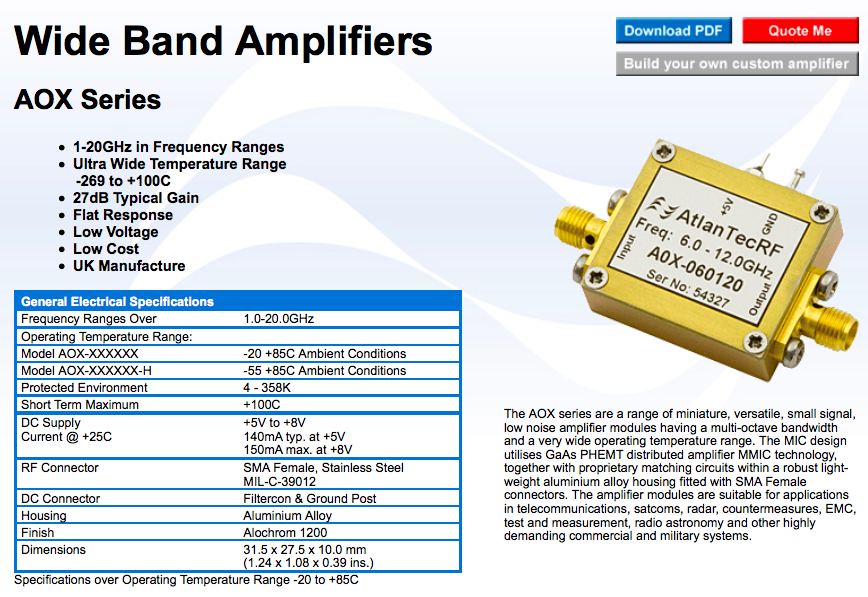 Wide Band Amplifiers
Download PDF
Quote Me
Build your own custom amplifier
AOX Series
• 1-20GHz in Frequency Ranges
• Ultra Wide Temperature Range
-269 to +100C
• 27dB Typical Gain
• Flat Response
• Low Voltage
• Low Cost
• UK Manufacture
+5V
GND
AtlanTecRF
Freq: 6.0 - 12.0GHz
Input
A0X-060120
Output
Ser No: 54327
General Electrical Specifications
Frequency Ranges Over 1.0-20.0GHz
Operating Temperature Range:
Model AOX-XXXXXX -20 +85C Ambient Conditions
Model AOX-XXXXXX-H -55 +85C Ambient Conditions
Protected Environment 4 - 358K
Short Term Maximum +100C
DC Supply +5V to +8V
Current @ +25C 140mA typ. at +5V
150mA max. at +8V
RF Connector SMA Female, Stainless Steel
MIL-C-39012
DC Connector Filtercon & Ground Post
Housing Aluminium Alloy
Finish Alochrom 1200
Dimensions 31.5 x 27.5 x 10.0 mm
(1.24 x 1.08 x 0.39 ins.)
Specifications over Operating Temperature Range -20 to +85C
The AOX series are a range of miniature, versatile, small signal,
low noise amplifier modules having a multi-octave bandwidth
and a very wide operating temperature range. The MIC design
utilises GaAs PHEMT distributed amplifier MMIC technology,
together with proprietary matching circuits within a robust light-
weight aluminium alloy housing fitted with SMA Female
connectors. The amplifier modules are suitable for applications
in telecommunications, satcoms, radar, countermeasures, EMC,
test and measurement, radio astronomy and other highly
demanding commercial and military systems.